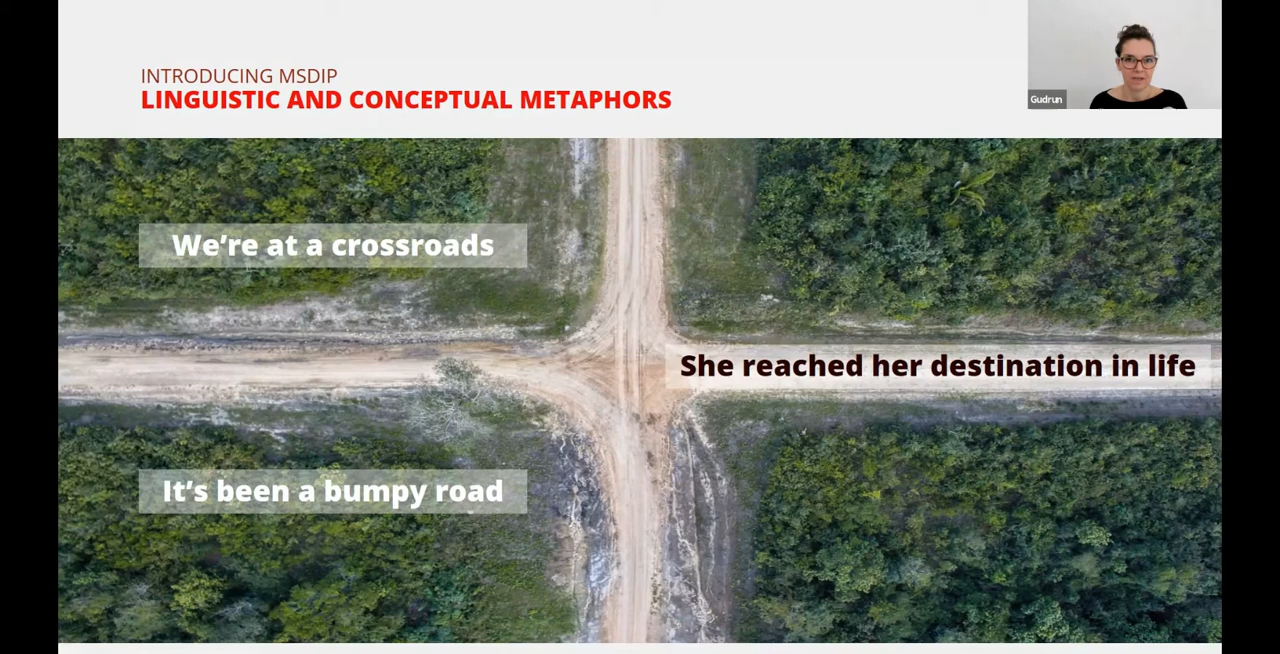 INTRODUCING MSDIP
LINGUISTIC AND CONCEPTUAL METAPHORS
Gudrun
We’re at a crossroads
She reached her destination in life
It’s been a bumpy road